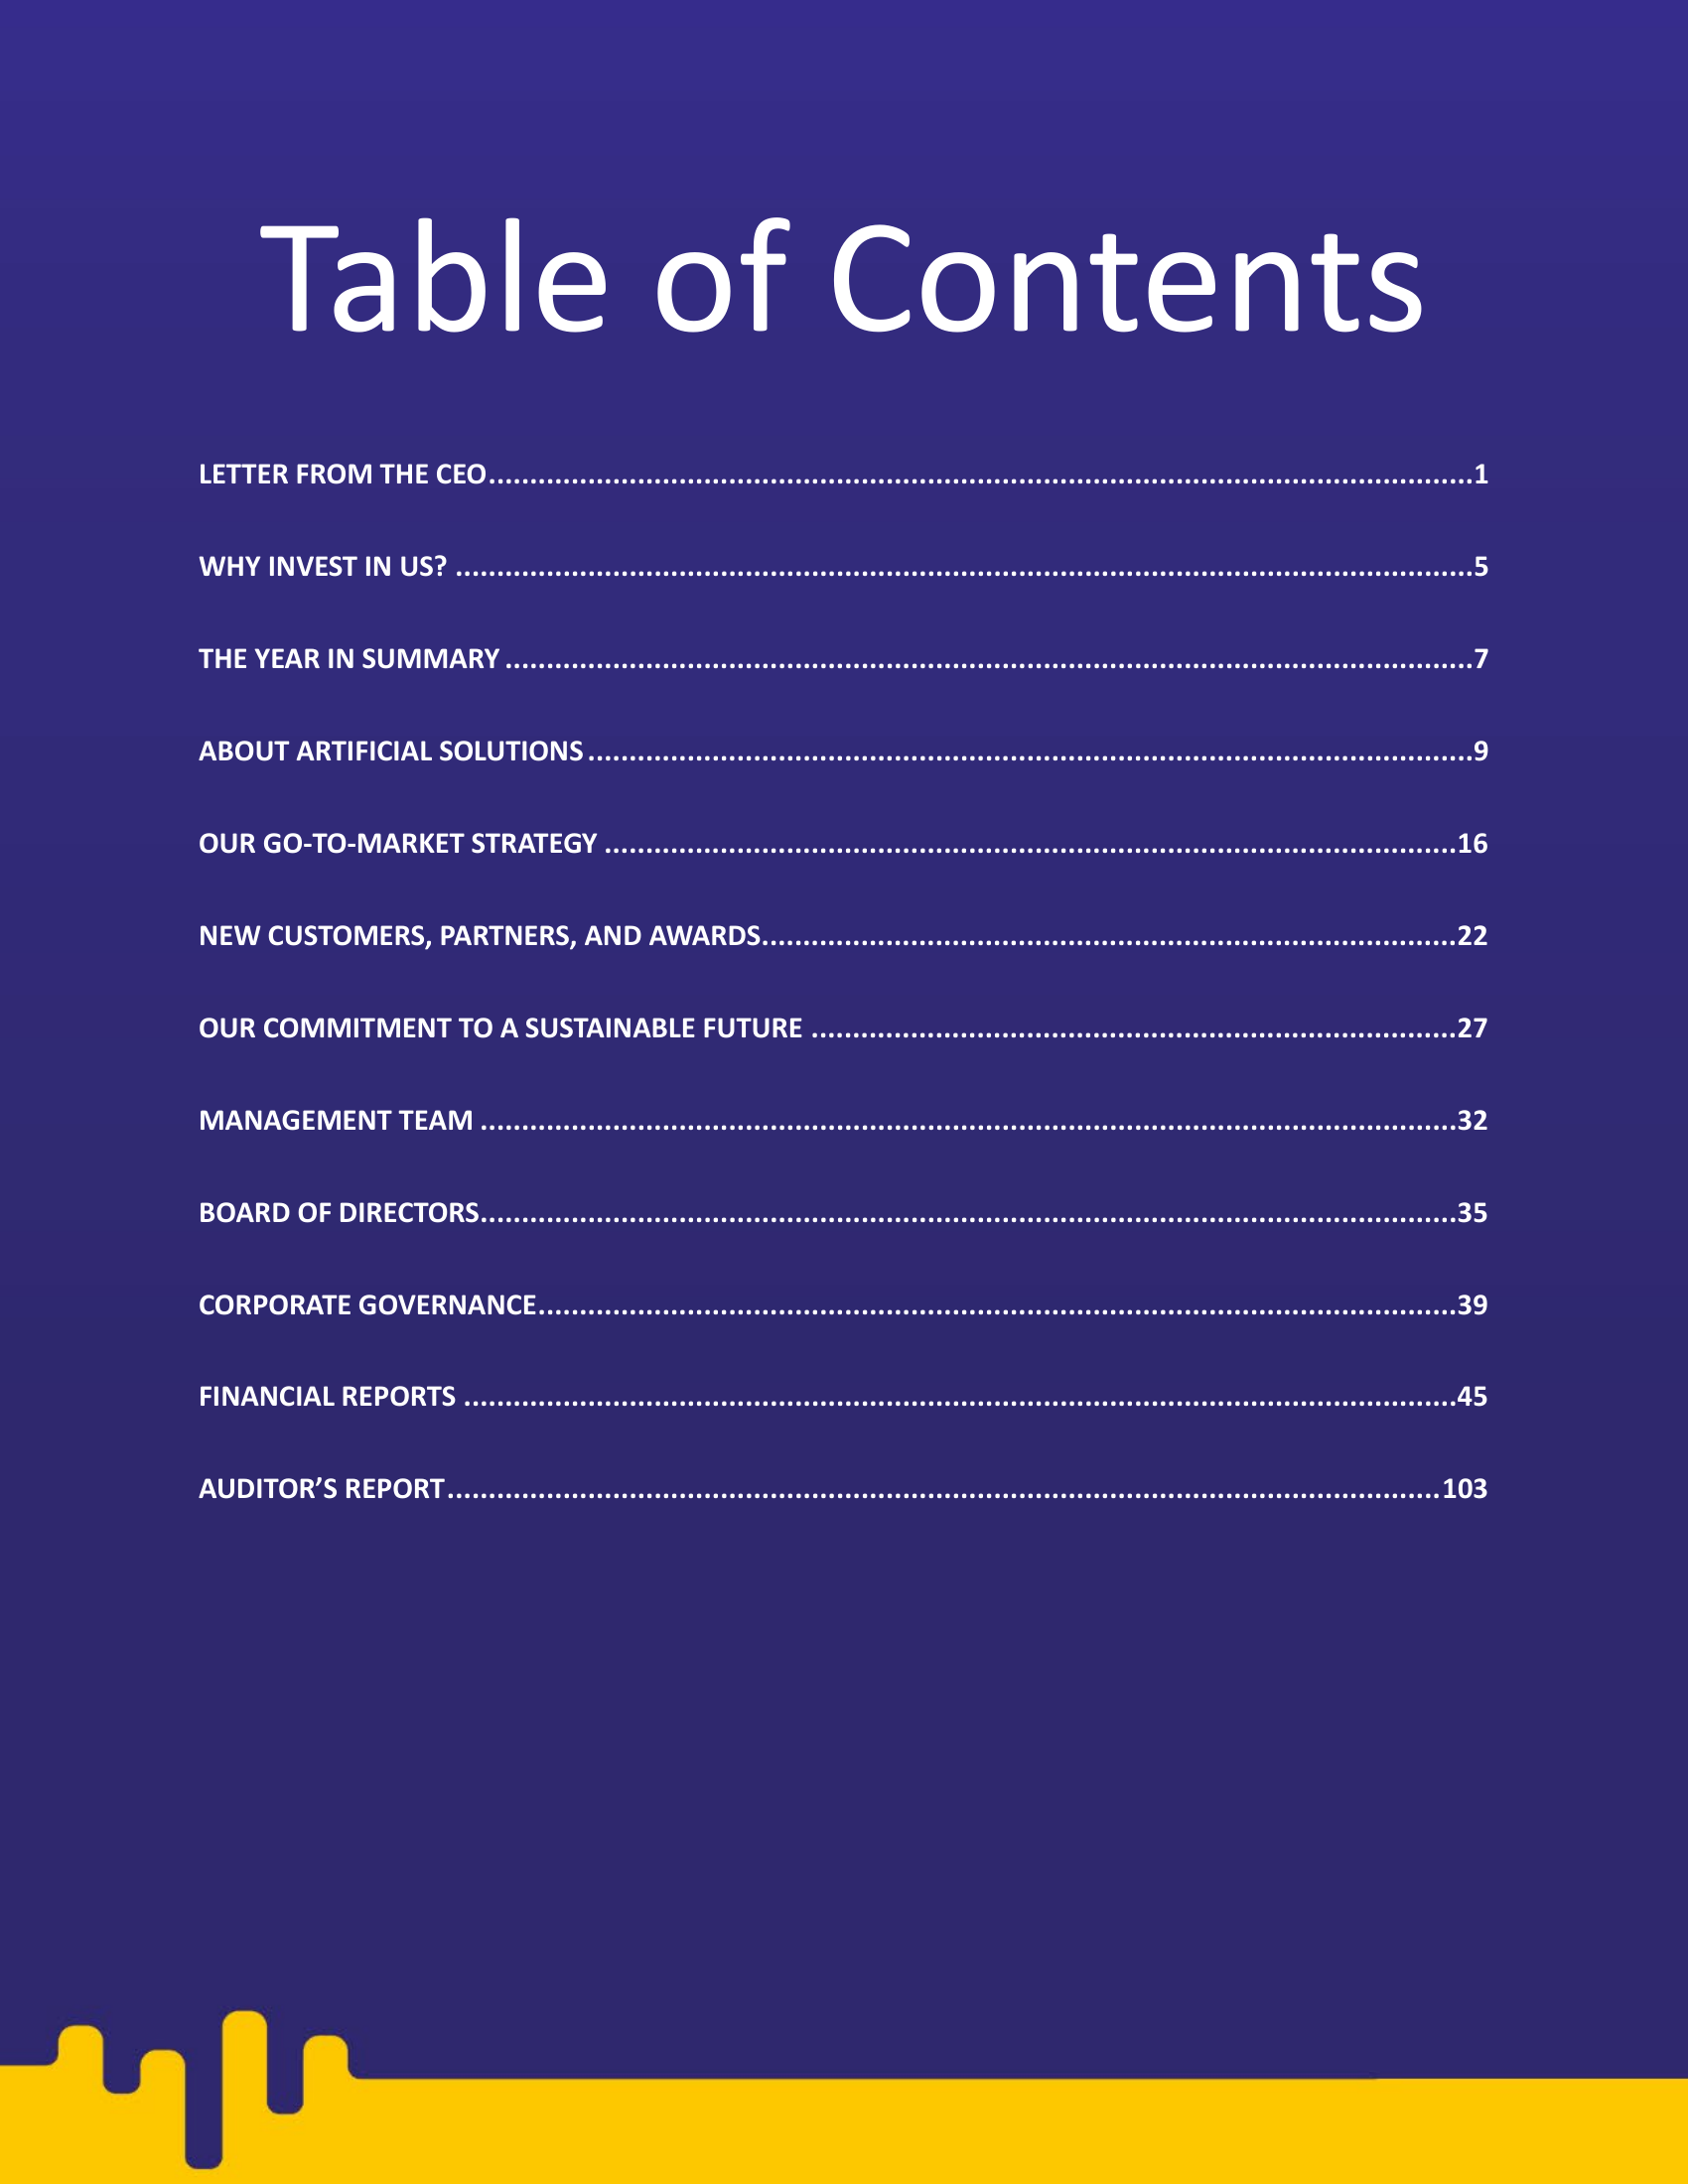 Table of Contents
LETTER FROM THE CEO........................................................................................................................1
WHY INVEST IN US? ............................................................................................................................5
THE YEAR IN SUMMARY ......................................................................................................................7
ABOUT ARTIFICIAL SOLUTIONS............................................................................................................9
OUR GO-TO-MARKET STRATEGY ........................................................................................................16
NEW CUSTOMERS, PARTNERS, AND AWARDS.....................................................................................22
OUR COMMITMENT TO A SUSTAINABLE FUTURE ...............................................................................27
MANAGEMENT TEAM .......................................................................................................................32
BOARD OF DIRECTORS.......................................................................................................................35
CORPORATE GOVERNANCE................................................................................................................39
FINANCIAL REPORTS .........................................................................................................................45
AUDITOR’S REPORT.........................................................................................................................103